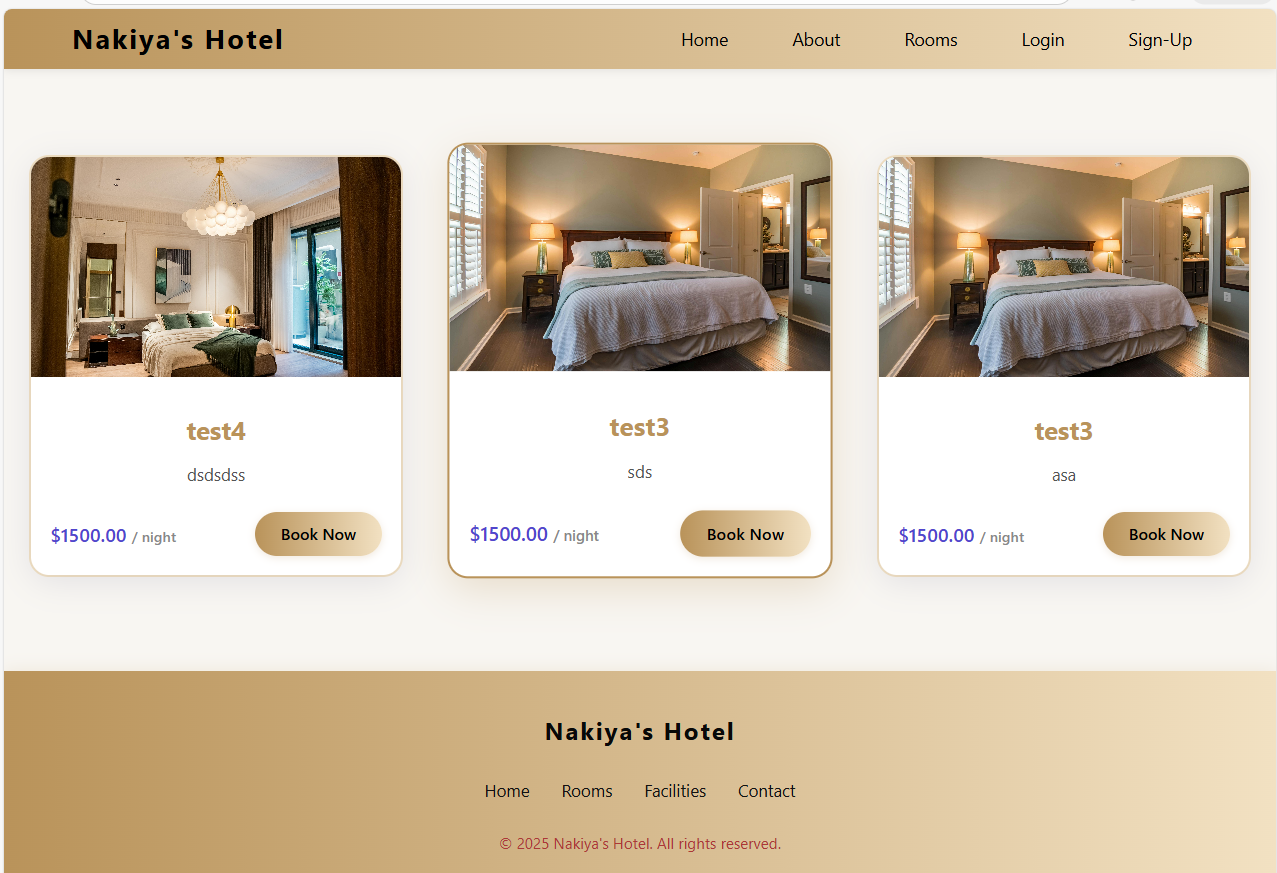 Nakiya's Hotel
Home About Rooms Login Sign-Up
test4
dsdsdss
$1500.00 / night Book Now
test3
sds
$1500.00 / night Book Now
test3
asa
$1500.00 / night Book Now
Nakiya's Hotel
Home Rooms Facilities Contact
© 2025 Nakiya's Hotel. All rights reserved.